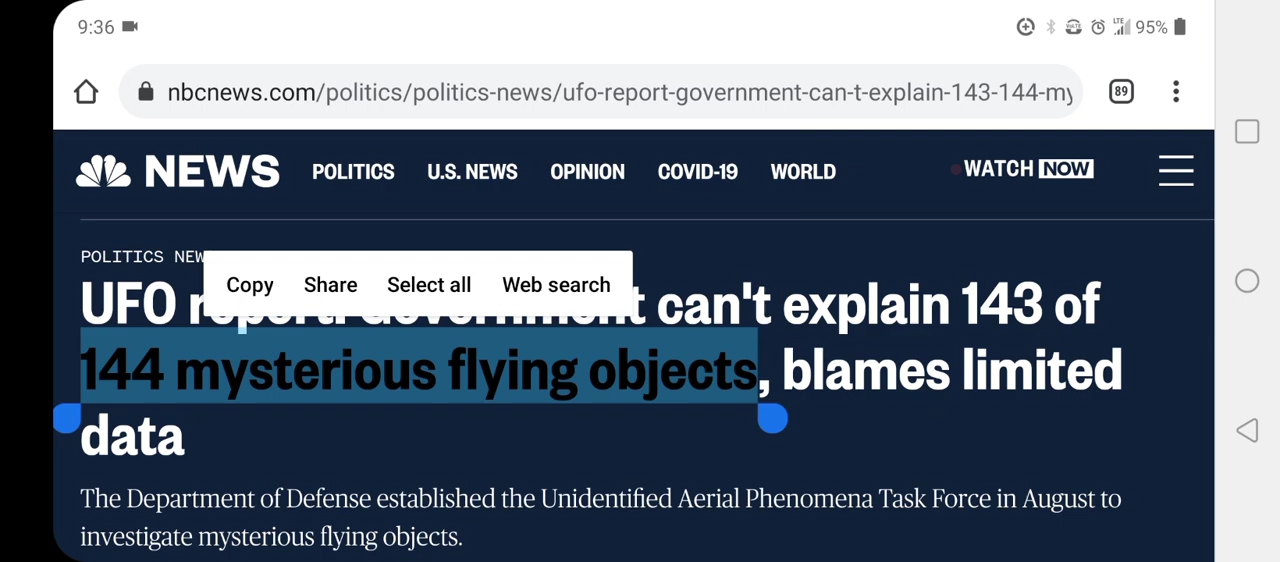 9:36 LTE 95%
nbcnews.com/politics/politics-news/ufo-report-government-can-t-explain-143-144-my
89
NEWS POLITICS U.S. NEWS OPINION COVID-19 WORLD WATCH NOW
POLITICS NEW
Copy Share Select all Web search
UFO report: Government can't explain 143 of
144 mysterious flying objects, blames limited
data
The Department of Defense established the Unidentified Aerial Phenomena Task Force in August to
investigate mysterious flying objects.